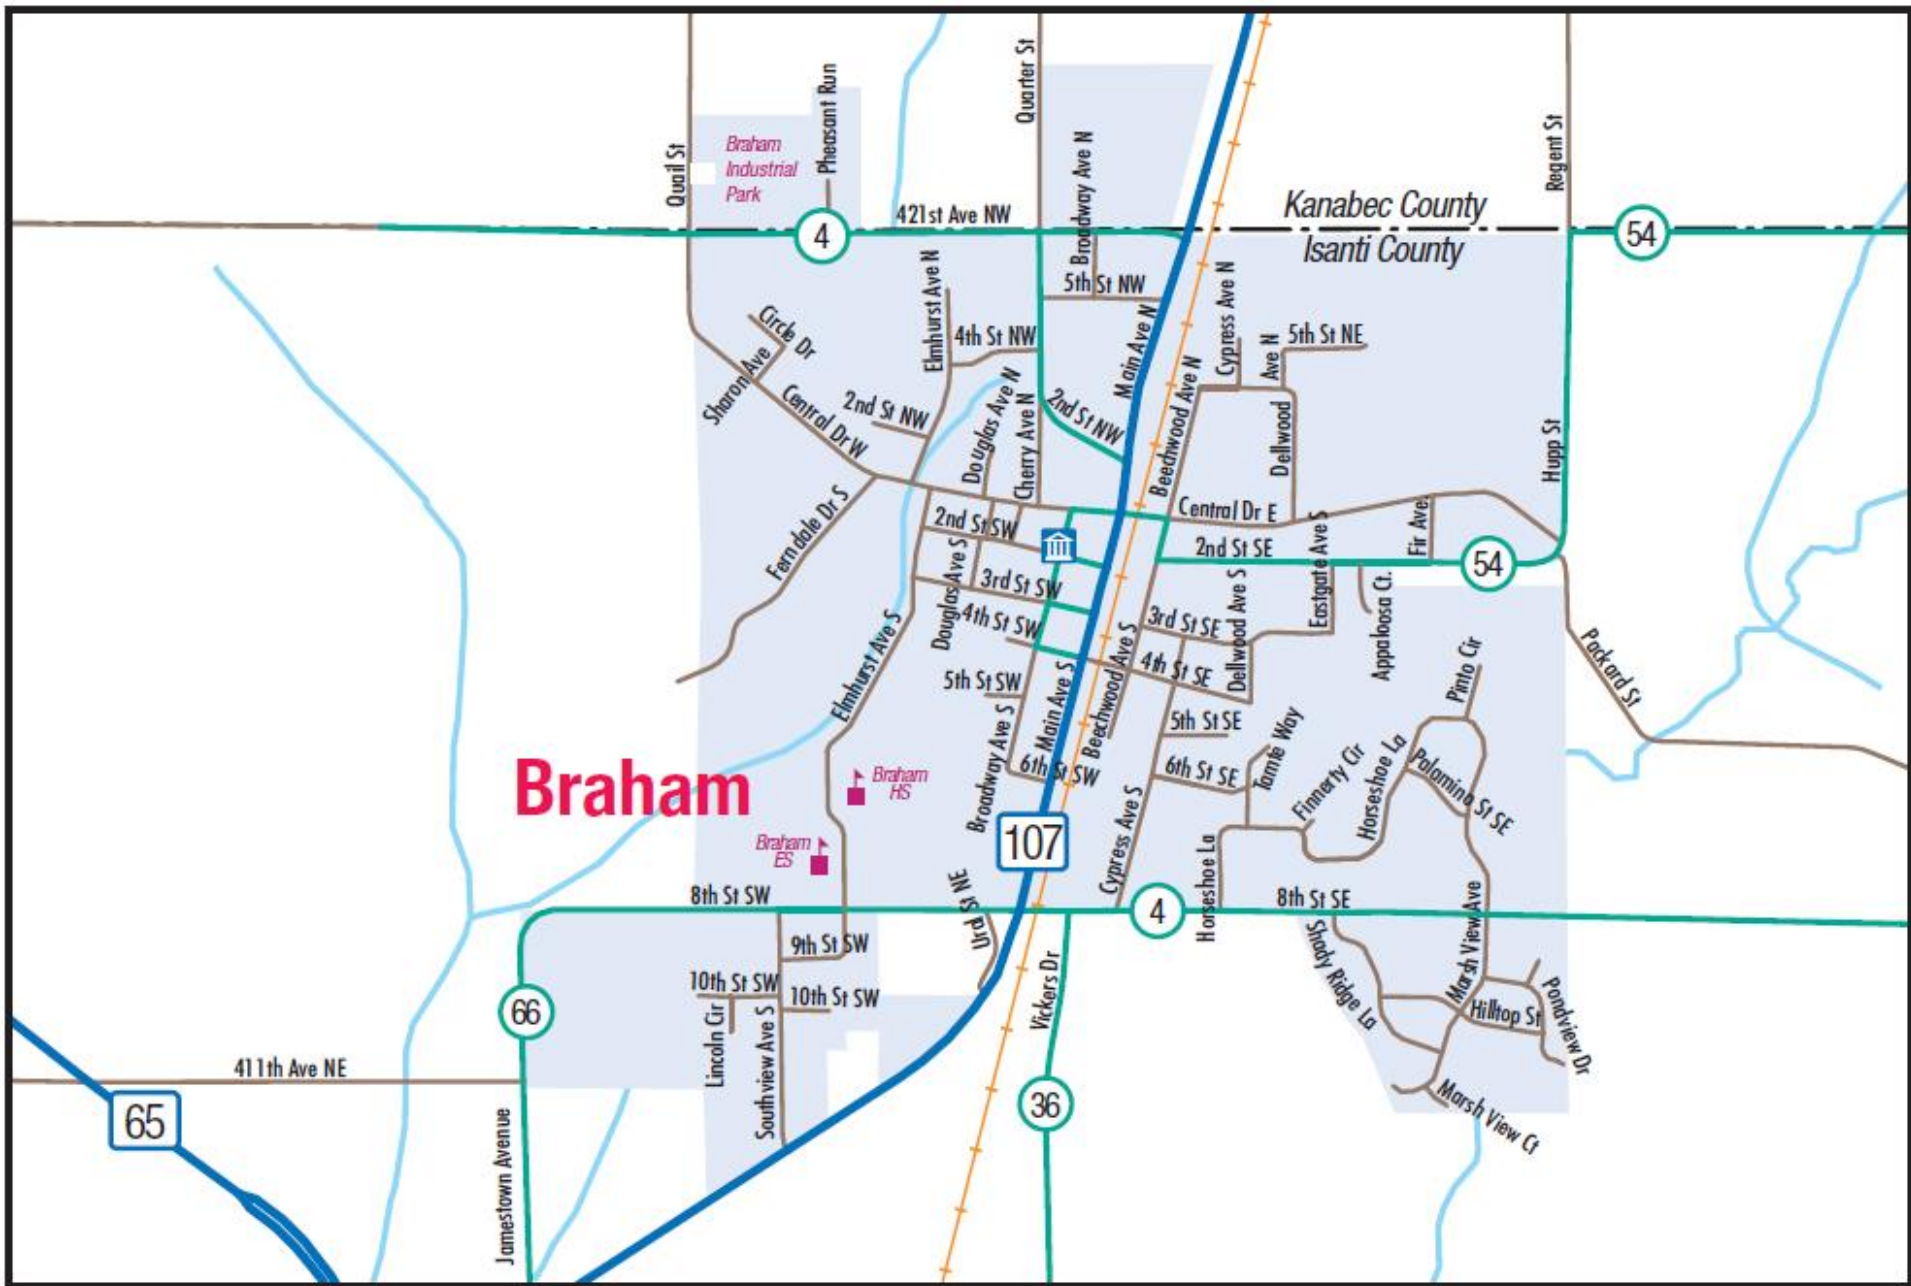 Quail St
Braham
Industrial
Park
Pheasant Run
Quarter St
Broadway Ave N
Regent St
421st Ave NW
4
Kanabec County
Isanti County
54
Elmhurst Ave N
5th St NW
4th St NW
Main Ave N
Cypress Ave N
Ave N
5th St NE
Circle Dr
Sharon Ave
Central Dr W
2nd St NW
Douglas Ave N
Cherry Ave N
2nd St NW
Beechwood Ave N
Dellwood
Hupp St
Ferndale Dr S
2nd St SW
Central Dr E
2nd St SE
Eastgate Ave S
Fir Ave
54
Douglas Ave S
3rd St SW
4th St SW
3rd St SE
Dellwood Ave S
Appaloosa Ct.
Packard St
Pinto Cir
Elmhurst Ave S
5th St SW
Main Ave S
Beechwood Ave S
4th St SE
5th St SE
Broadway Ave S
6th St SW
6th St SE
Tamie Way
Finnerty Cir
Horseshoe La
Palamino St SE
Braham
Braham
HS
Braham
ES
107
Cypress Ave S
Horseshoe La
8th St SW
Ural St NE
4
8th St SE
Shady Ridge La
Marsh View Ave
9th St SW
10th St SW
10th St SW
66
Lincoln Cir
Southview Ave S
Vickers Dr
Hilltop St
Pondview Dr
411th Ave NE
65
Jamestown Avenue
36
Marsh View Ct